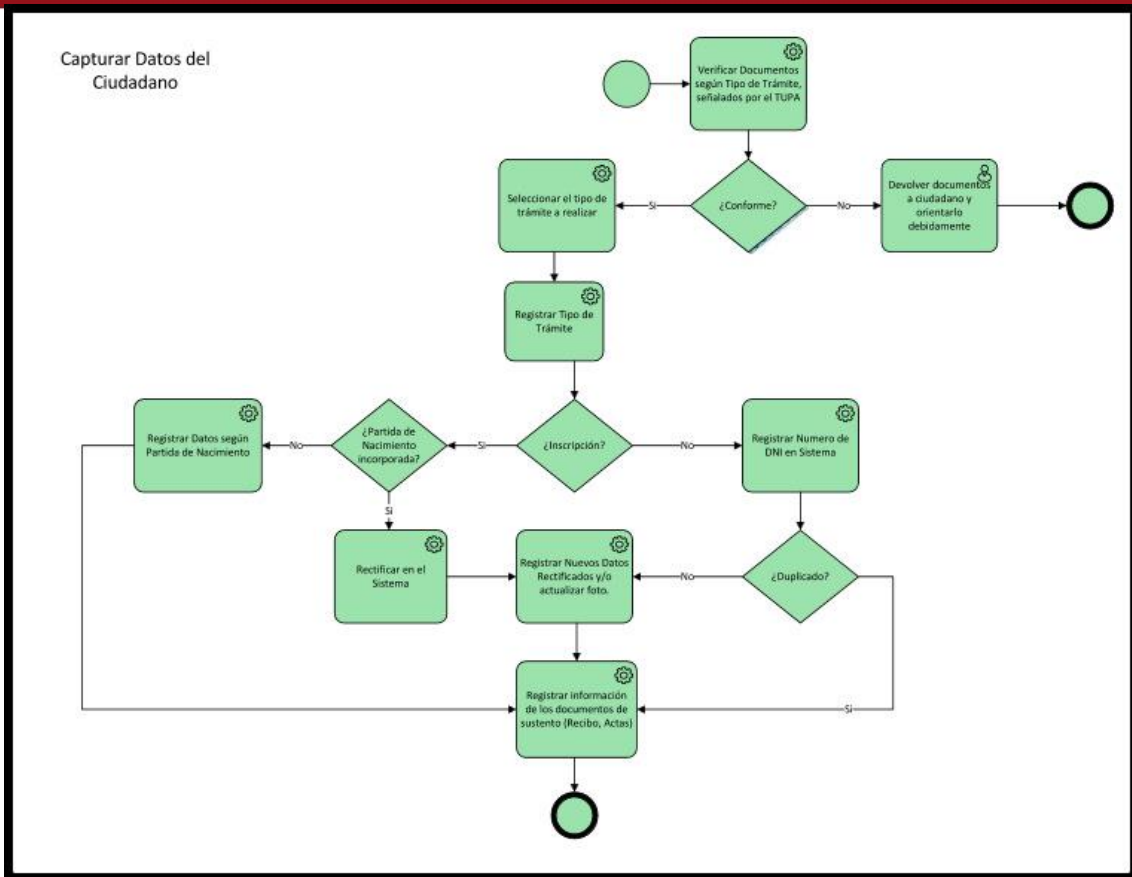 Capturar Datos del
Ciudadano
Verificar Documentos
según Tipo de Trámite,
señalados por el TUPA
Seleccionar el tipo de
trámite a realizar
Si
¿Conforme?
No
Devolver documentos
a ciudadano y
orientarlo
debidamente
Registrar Tipo de
Trámite
Registrar Datos según
Partida de Nacimiento
No
¿Partida de
Nacimiento
incorporada?
Si
¿Inscripción?
No
Registrar Numero de
DNI en Sistema
Si
Rectificar en el
Sistema
Registrar Nuevos Datos
Rectificados y/o
actualizar foto.
No
¿Duplicado?
Registrar información
de los documentos de
sustento (Recibo, Actas)
Si